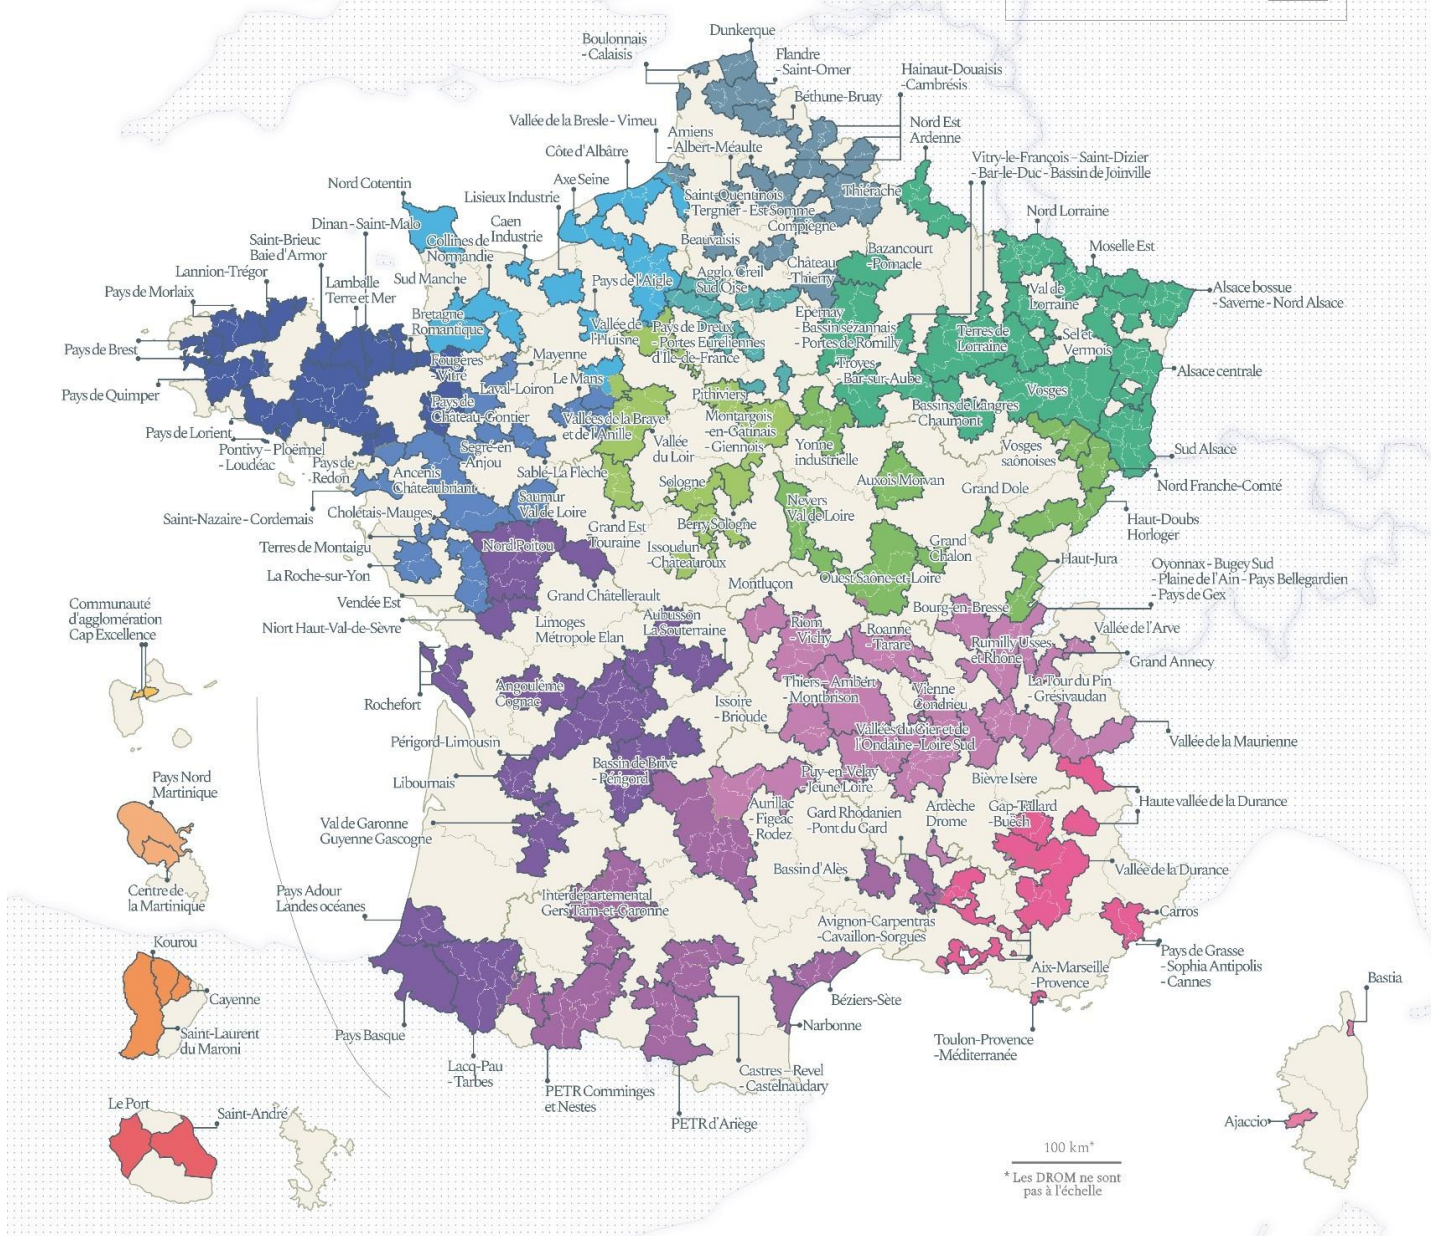 Dunkerque
Boulonnais
- Calaisis
Flandre
- Saint-Omer
Hainaut-Douaisis
- Cambrésis
Béthune-Bruay
Vallée de la Bresle - Vimeu
Amiens
- Albert-Méaulte
Nord Est
Ardenne
Côte d'Albâtre
Axe Seine
Vitry-le-François - Saint-Dizier
- Bar-le-Duc - Bassin de Joinville
Nord Cotentin
Lisieux Industrie
Saint-Quentinois
- Tergnier - Est Somme
Thiérache
Dinan - Saint-Malo
Caen
Industrie
Compiègne
Nord Lorraine
Saint-Brieuc
Baie d'Armor
Collines de
Normandie
Beauvaisis
Bazancourt
- Pomacle
Moselle Est
Lannion-Trégor
Sud Manche
Château
- Thierry
Pays de Morlaix
Lamballe
Terre et Mer
Pays de l'Aigle
Agglo. Creil
Sud Oise
Val de
Lorraine
Alsace bossue
- Saverne - Nord Alsace
Bretagne
Romantique
Vallée de
l'Huisne
Pays de Dreux
- Portes Euréliennes
d'Île-de-France
Epernay
- Bassin sézannais
- Portes de Romilly
Terres de
Lorraine
Sel et
Vermois
Pays de Brest
Fougères
- Vitré
Mayenne
Laval-Loiron
Le Mans
Troyes
- Bar-sur-Aube
Alsace centrale
Pays de Quimper
Pithiviers
Vosges
Pays de
Château-Gontier
Vallées de la Braye
et de l'Anille
Montargois
- en-Gatinais
- Giennois
Bassins de Langres
Chaumont
Pays de Lorient
Pontivy - Ploërmel
- Loudéac
Pays de
Redon
Segré-en
- Anjou
Vallée
du Loir
Yonne
industrielle
Vosges
saônoises
Sud Alsace
Ancenis
Châteaubriant
Sablé-La Flèche
Sologne
Auxois Morvan
Nord Franche-Comté
Saint-Nazaire - Cordemais
Choletais-Mauges
Saumur
Val de Loire
Nevers
Val de Loire
Grand Dole
Haut-Doubs
Horloger
Terres de Montaigu
Nord Poitou
Grand Est
Touraine
Berry Sologne
Issoudun
- Châteauroux
Grand
Chalon
La Roche-sur-Yon
Haut-Jura
Oyonnax - Bugey Sud
- Plaine de l'Ain - Pays Bellegardien
- Pays de Gex
Vendée Est
Grand Châtellerault
Montluçon
Ouest Saône-et-Loire
Bourg-en-Bresse
Communauté
d'agglomération
Cap Excellence
Niort Haut-Val-de-Sèvre
Limoges
Métropole Elan
Aubusson
La Souterraine
Riom
- Vichy
Roanne
- Tarare
Rumilly Usses
et Rhône
Vallée de l'Arve
Grand Annecy
Rochefort
Angoulême
Cognac
Thiers - Ambert
- Montbrison
Vienne
Condrieu
La Tour du Pin
- Grésivaudan
Issoire
- Brioude
Périgord-Limousin
Vallées du Gier et de
l'Ondaine - Loire Sud
Vallée de la Maurienne
Libournais
Bassin de Brive
- Périgord
Puy-en-Velay
- Jeune Loire
Bièvre Isère
Pays Nord
Martinique
Aurillac
- Figeac
Rodez
Gard Rhodanien
- Pont du Gard
Ardèche
Drome
Gap-Tallard
- Buëch
Haute vallée de la Durance
Val de Garonne
Guyenne Gascogne
Bassin d'Alès
Vallée de la Durance
Centre de
la Martinique
Pays Adour
Landes océanes
Interdépartemental
Gers Tarn-et-Garonne
Avignon-Carpentras
- Cavaillon-Sorgues
Carros
Kourou
Pays de Grasse
- Sophia Antipolis
- Cannes
Aix-Marseille
- Provence
Bastia
Cayenne
Saint-Laurent
du Maroni
Béziers-Sète
Pays Basque
Narbonne
Toulon-Provence
- Méditerranée
Lacq-Pau
- Tarbes
Castres - Revel
- Castelnaudary
PETR Comminges
et Nestes
PETR d'Ariège
Le Port
Saint-André
Ajaccio
100 km*
* Les DROM ne sont
pas à l'échelle